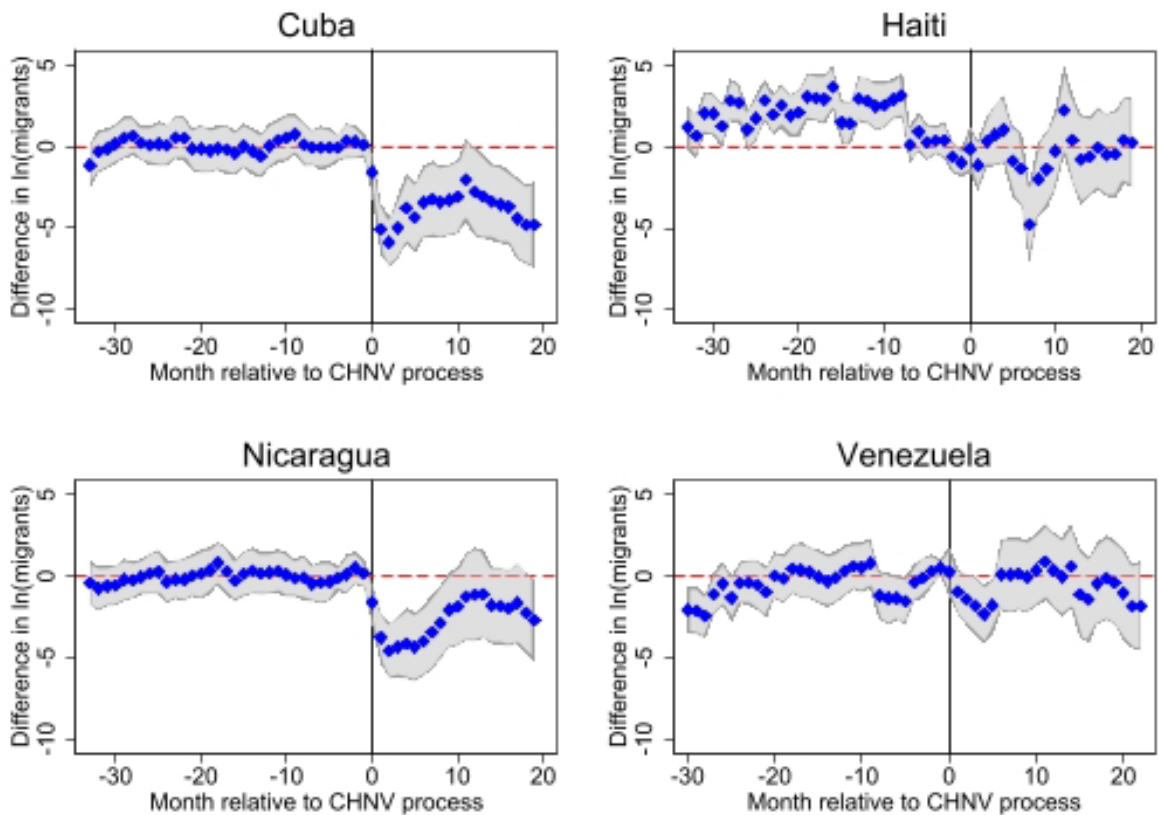 Cuba
Difference in ln(migrants)
5
0
-5
-10
-30 -20 -10 0 10 20
Month relative to CHNV process
Haiti
Difference in ln(migrants)
5
0
-5
-10
-30 -20 -10 0 10 20
Month relative to CHNV process
Nicaragua
Difference in ln(migrants)
5
0
-5
-10
-30 -20 -10 0 10 20
Month relative to CHNV process
Venezuela
Difference in ln(migrants)
5
0
-5
-10
-30 -20 -10 0 10 20
Month relative to CHNV process